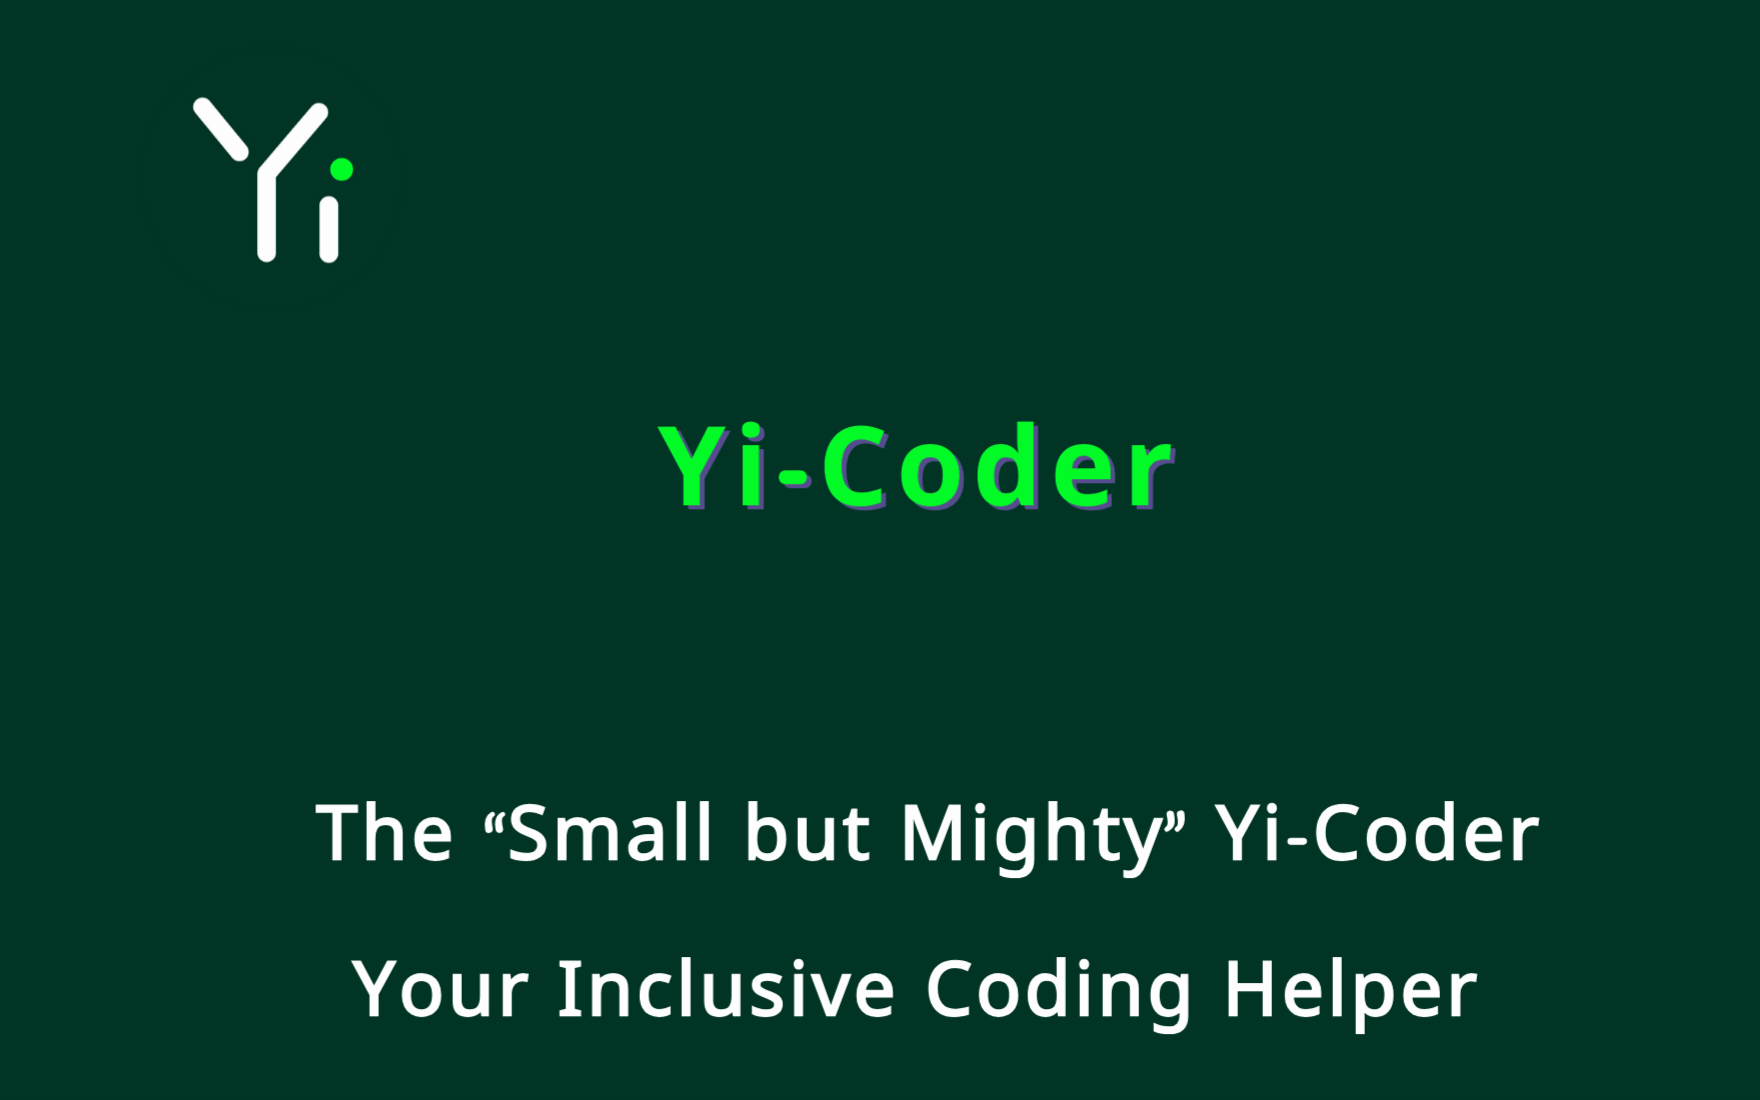 Yi
Yi-Coder
The “Small but Mighty” Yi-Coder
Your Inclusive Coding Helper